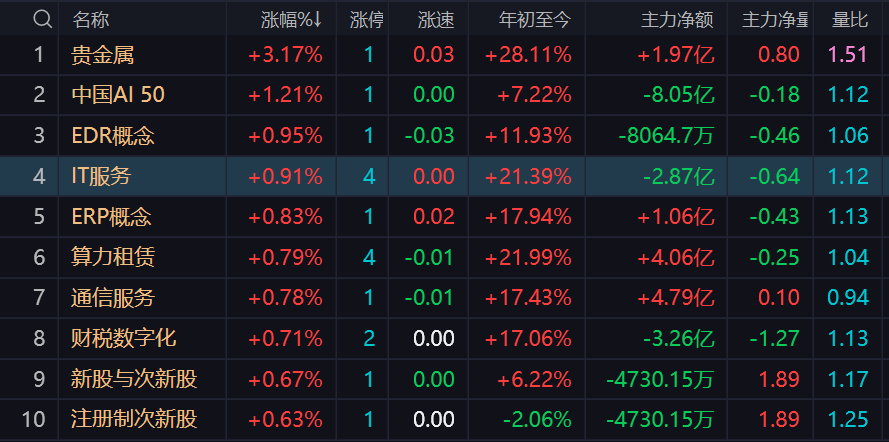 名称 涨幅%↓ 涨停 涨速 年初至今 主力净额 主力净量 量比
1 贵金属 +3.17% 1 0.03 +28.11% +1.97亿 0.80 1.51
2 中国AI 50 +1.21% 1 0.00 +7.22% -8.05亿 -0.18 1.12
3 EDR概念 +0.95% 1 -0.03 +11.93% -8064.7万 -0.46 1.06
4 IT服务 +0.91% 4 0.00 +21.39% -2.87亿 -0.64 1.12
5 ERP概念 +0.83% 1 0.02 +17.94% +1.06亿 -0.43 1.13
6 算力租赁 +0.79% 4 -0.01 +21.99% +4.06亿 -0.25 1.04
7 通信服务 +0.78% 1 -0.01 +17.43% +4.79亿 0.10 0.94
8 财税数字化 +0.71% 2 0.00 +17.06% -3.26亿 -1.27 1.13
9 新股与次新股 +0.67% 1 0.00 +6.22% -4730.15万 1.89 1.17
10 注册制次新股 +0.63% 1 0.00 -2.06% -4730.15万 1.89 1.25